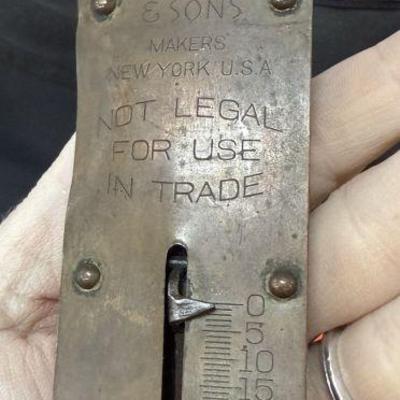 & SONS
MAKERS
NEW YORK, U.S.A
NOT LEGAL
FOR USE
IN TRADE
0
5
10
15